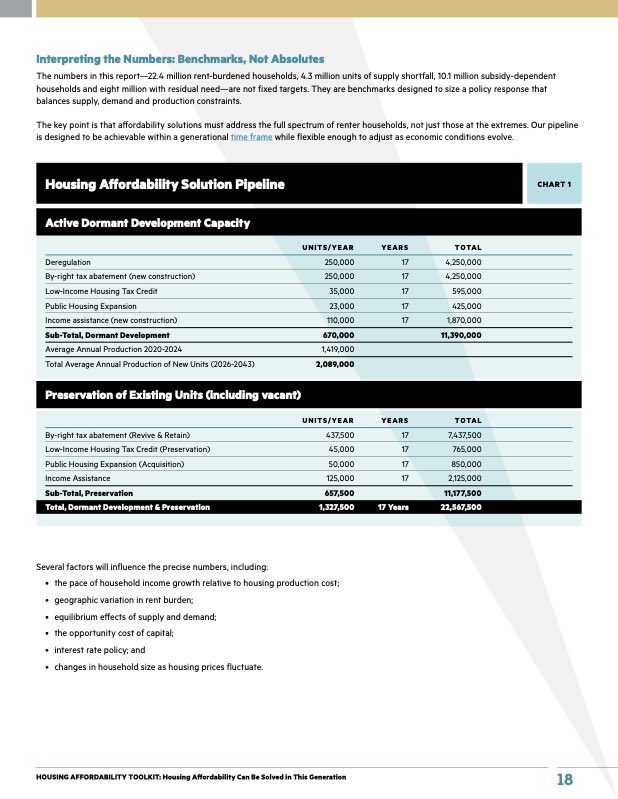 Interpreting the Numbers: Benchmarks, Not Absolutes
The numbers in this report—22.4 million rent-burdened households, 4.3 million units of supply shortfall, 10.1 million subsidy-dependent
households and eight million with residual need—are not fixed targets. They are benchmarks designed to size a policy response that
balances supply, demand and production constraints.
The key point is that affordability solutions must address the full spectrum of renter households, not just those at the extremes. Our pipeline
is designed to be achievable within a generational time frame while flexible enough to adjust as economic conditions evolve.
Housing Affordability Solution Pipeline CHART 1
Active Dormant Development Capacity
UNITS/YEAR YEARS TOTAL
Deregulation 250,000 17 4,250,000
By-right tax abatement (new construction) 250,000 17 4,250,000
Low-Income Housing Tax Credit 35,000 17 595,000
Public Housing Expansion 23,000 17 425,000
Income assistance (new construction) 110,000 17 1,870,000
Sub-Total, Dormant Development 670,000 11,390,000
Average Annual Production 2020-2024 1,419,000
Total Average Annual Production of New Units (2026-2043) 2,089,000
Preservation of Existing Units (including vacant)
UNITS/YEAR YEARS TOTAL
By-right tax abatement (Revive & Retain) 437,500 17 7,437,500
Low-Income Housing Tax Credit (Preservation) 45,000 17 765,000
Public Housing Expansion (Acquisition) 50,000 17 850,000
Income Assistance 125,000 17 2,125,000
Sub-Total, Preservation 657,500 11,177,500
Total, Dormant Development & Preservation 1,327,500 17 Years 22,567,500
Several factors will influence the precise numbers, including:
• the pace of household income growth relative to housing production cost;
• geographic variation in rent burden;
• equilibrium effects of supply and demand;
• the opportunity cost of capital;
• interest rate policy; and
• changes in household size as housing prices fluctuate.
HOUSING AFFORDABILITY TOOLKIT: Housing Affordability Can Be Solved in This Generation 18